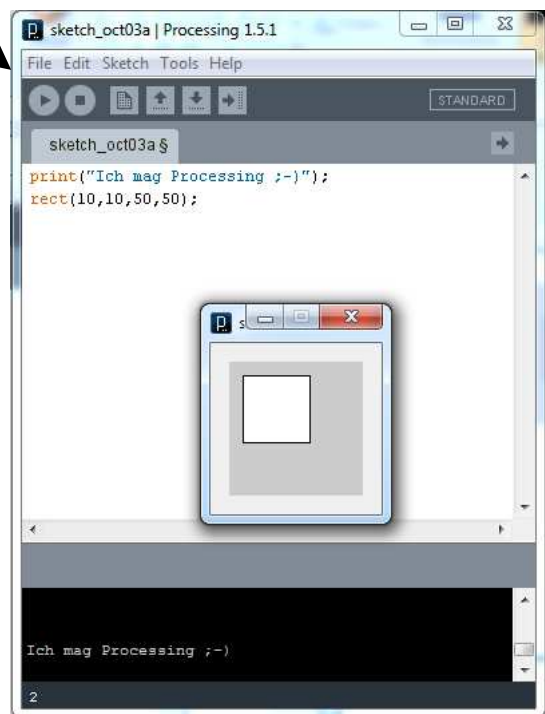 sketch_oct03a | Processing 1.5.1
File Edit Sketch Tools Help
STANDARD
sketch_oct03a §
print("Ich mag Processing ;-)");
rect(10,10,50,50);
s
Ich mag Processing ;-)
2